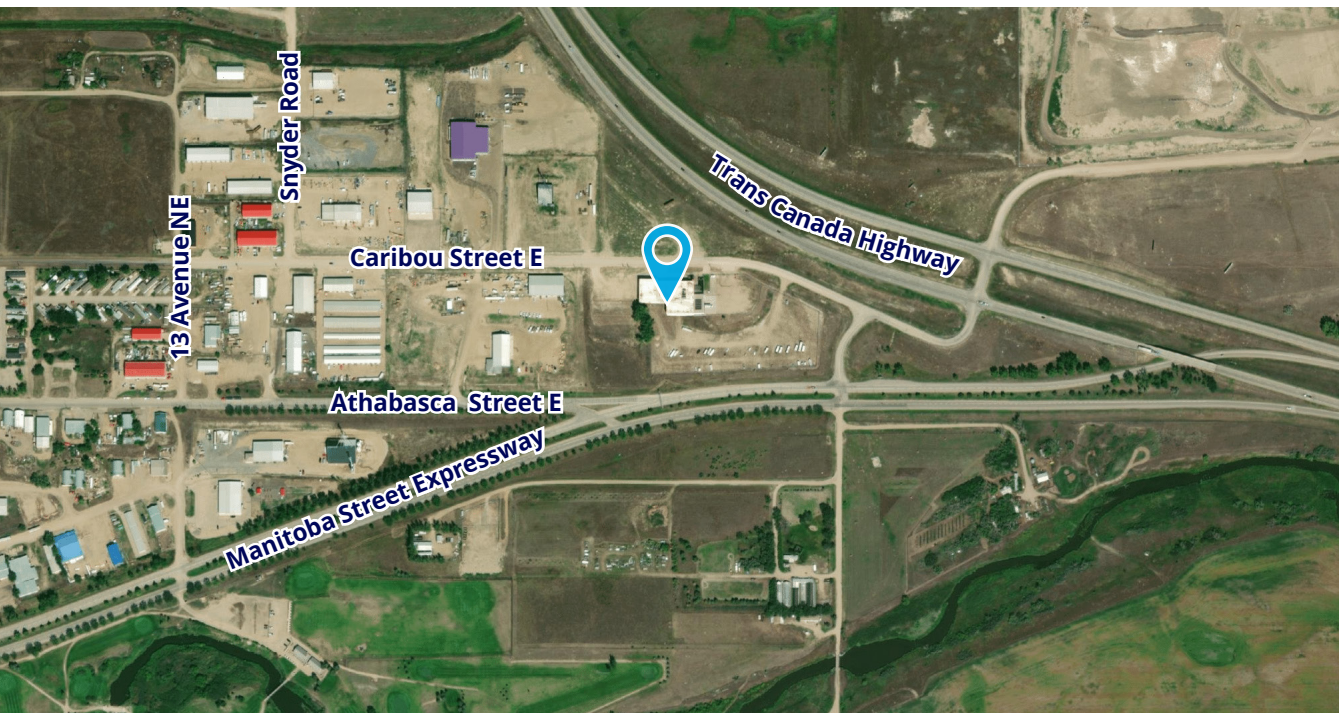 Snyder Road
Trans Canada Highway
13 Avenue NE
Caribou Street E
Athabasca  Street E
Manitoba Street Expressway